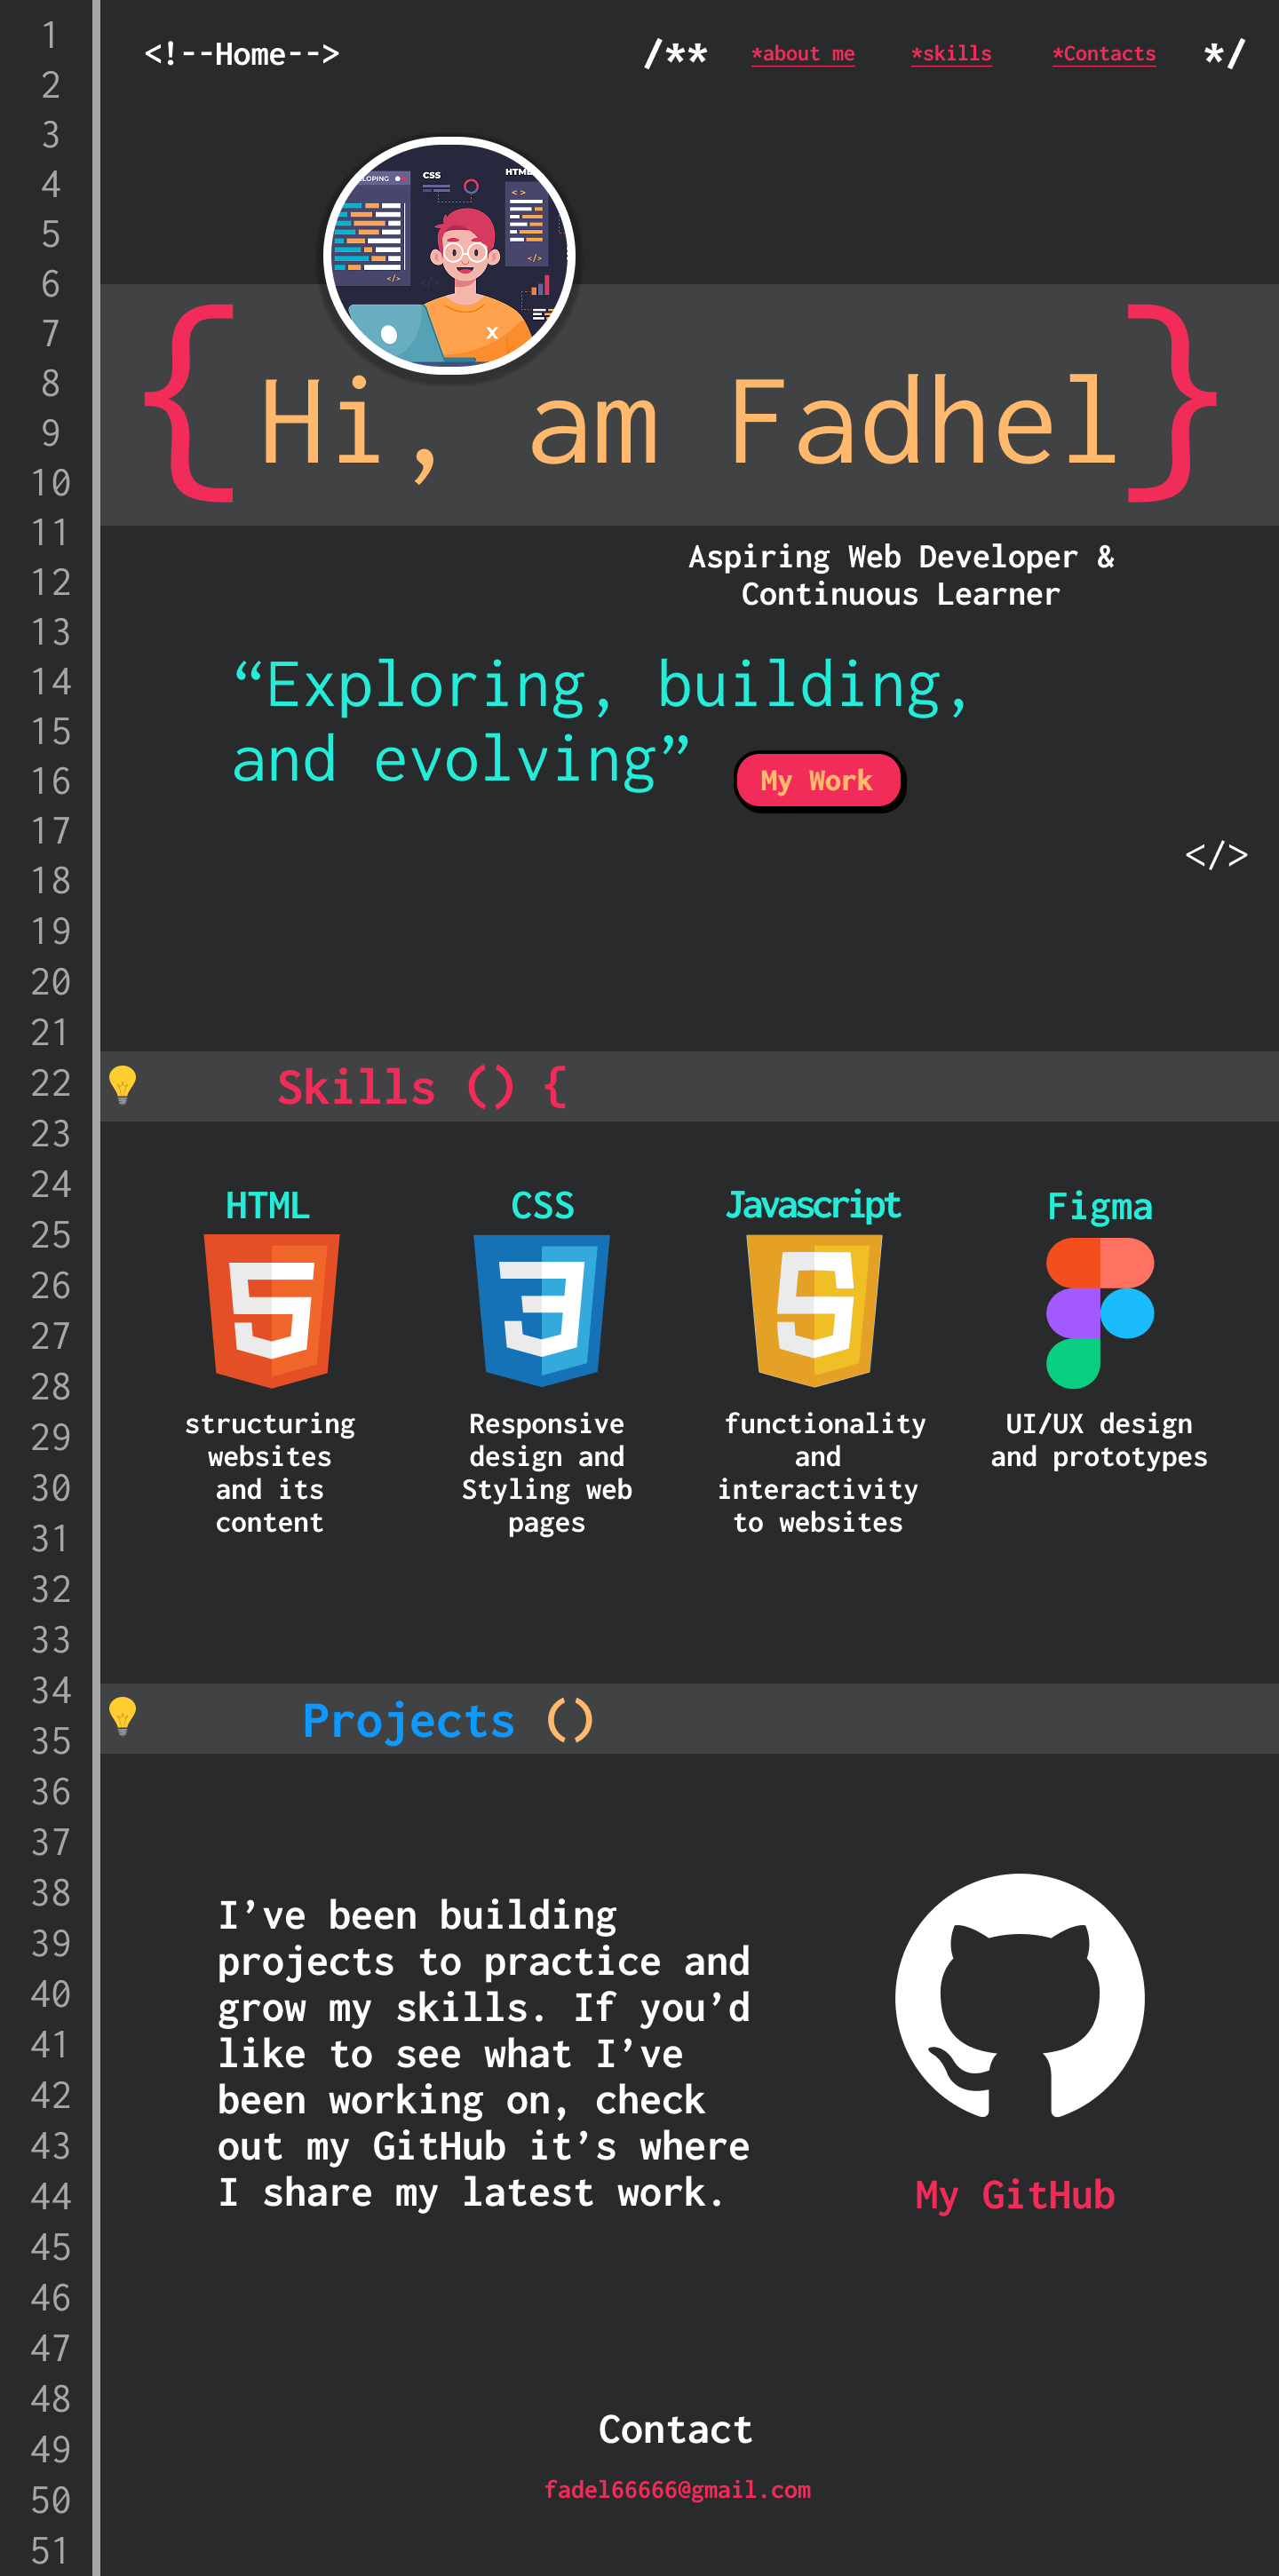 1
2
3
4
5
6
7
8
9
10
11
12
13
14
15
16
17
18
19
20
21
22
23
24
25
26
27
28
29
30
31
32
33
34
35
36
37
38
39
40
41
42
43
44
45
46
47
48
49
50
51
<!--Home--> /** *about me *skills *Contacts */
CSS HTML
< >
</>
</>
X
{ Hi, am Fadhel }
Aspiring Web Developer &
Continuous Learner
“Exploring, building,
and evolving”
My Work
</>
Skills () {
HTML
structuring
websites
and its
content
CSS
Responsive
design and
Styling web
pages
Javascript
functionality
and
interactivity
to websites
Figma
UI/UX design
and prototypes
Projects ()
I’ve been building
projects to practice and
grow my skills. If you’d
like to see what I’ve
been working on, check
out my GitHub it’s where
I share my latest work.
My GitHub
Contact
fadel66666@gmail.com